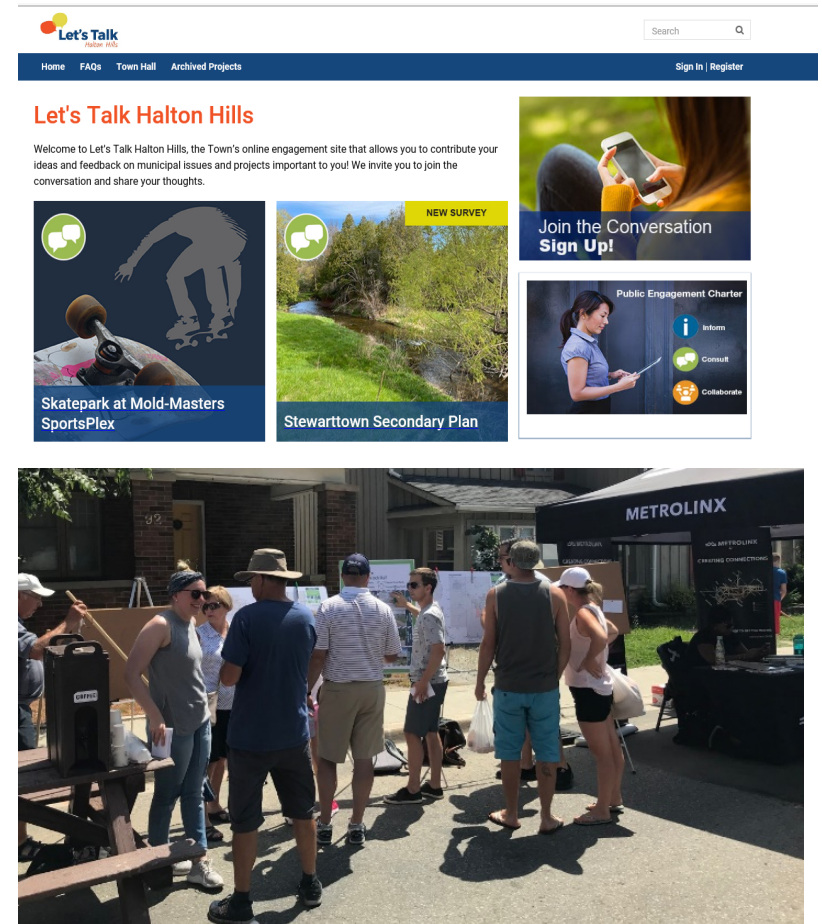 Let's Talk
Halton Hills
Search
Home FAQs Town Hall Archived Projects Sign In | Register
Let's Talk Halton Hills
Welcome to Let's Talk Halton Hills, the Town's online engagement site that allows you to contribute your
ideas and feedback on municipal issues and projects important to you! We invite you to join the
conversation and share your thoughts.
Skatepark at Mold-Masters
SportsPlex
NEW SURVEY
Stewarttown Secondary Plan
Join the Conversation
Sign Up!
Public Engagement Charter
Inform
Consult
Collaborate
92
METROLINX
METROLINX
CREATING CONNECTIONS
COFFEE